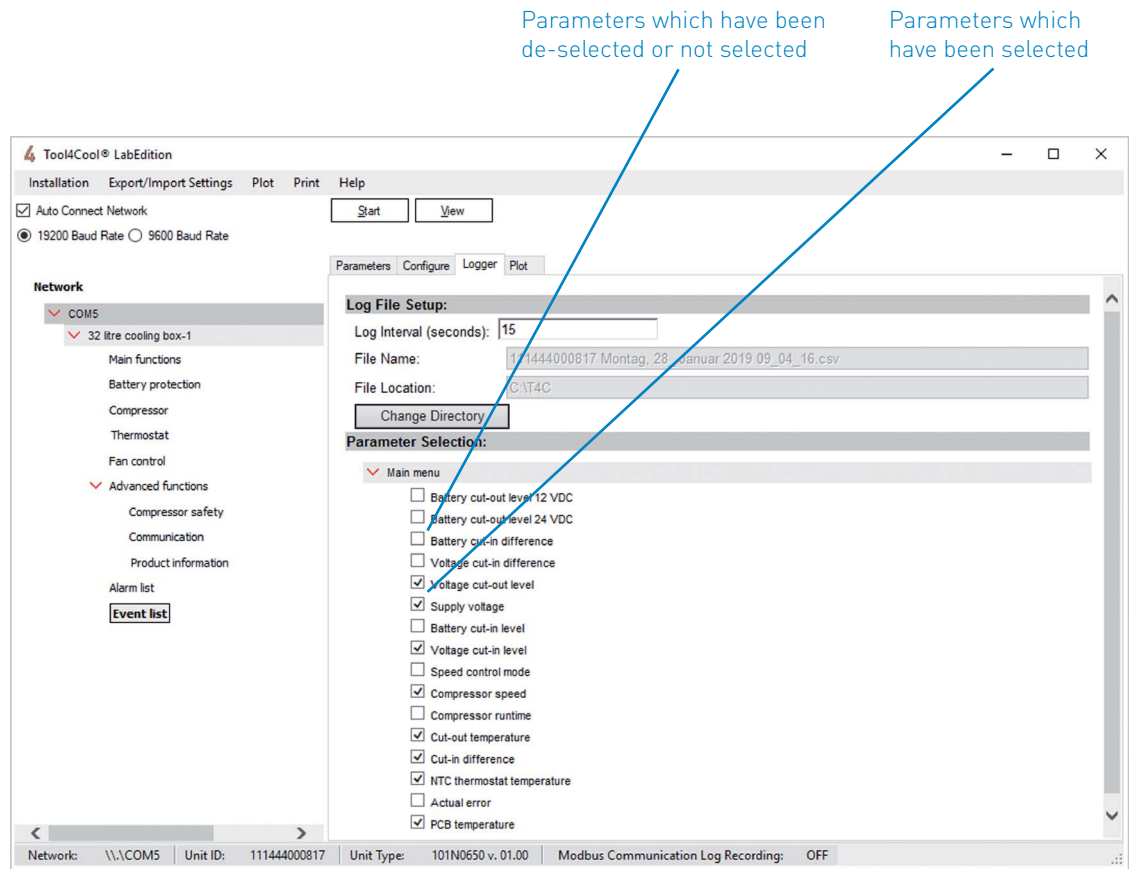 Parameters which have been
de-selected or not selected
Parameters which
have been selected
4 Tool4Cool® LabEdition
Installation Export/Import Settings Plot Print Help
Auto Connect Network
Start View
19200 Baud Rate 9600 Baud Rate
Parameters Configure Logger Plot
Network
COM5
32 litre cooling box-1
Main functions
Battery protection
Compressor
Thermostat
Fan control
Advanced functions
Compressor safety
Communication
Product information
Alarm list
Event list
Log File Setup:
Log Interval (seconds): 15
File Name: 111444000817 Montag, 28. Januar 2019 09_04_16.csv
File Location: C:\T4C
Change Directory
Parameter Selection:
Main menu
Battery cut-out level 12 VDC
Battery cut-out level 24 VDC
Battery cut-in difference
Voltage cut-in difference
Voltage cut-out level
Supply voltage
Battery cut-in level
Voltage cut-in level
Speed control mode
Compressor speed
Compressor runtime
Cut-out temperature
Cut-in difference
NTC thermostat temperature
Actual error
PCB temperature
Network: \\.\COM5 Unit ID: 111444000817 Unit Type: 101N0650 v. 01.00 Modbus Communication Log Recording: OFF